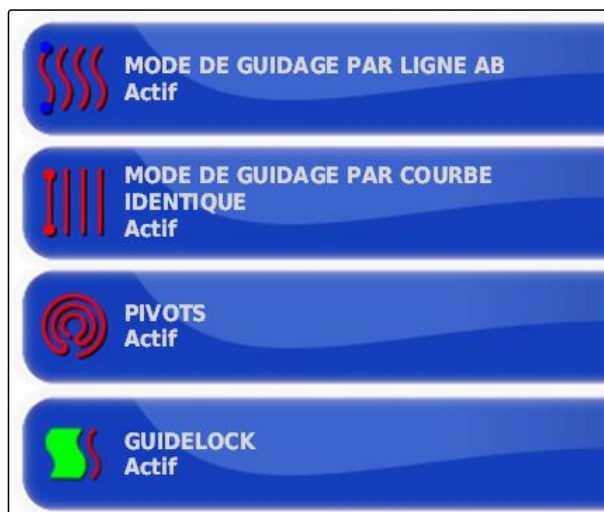 MODE DE GUIDAGE PAR LIGNE AB
Actif
MODE DE GUIDAGE PAR COURBE
IDENTIQUE
Actif
PIVOTS
Actif
GUIDELOCK
Actif